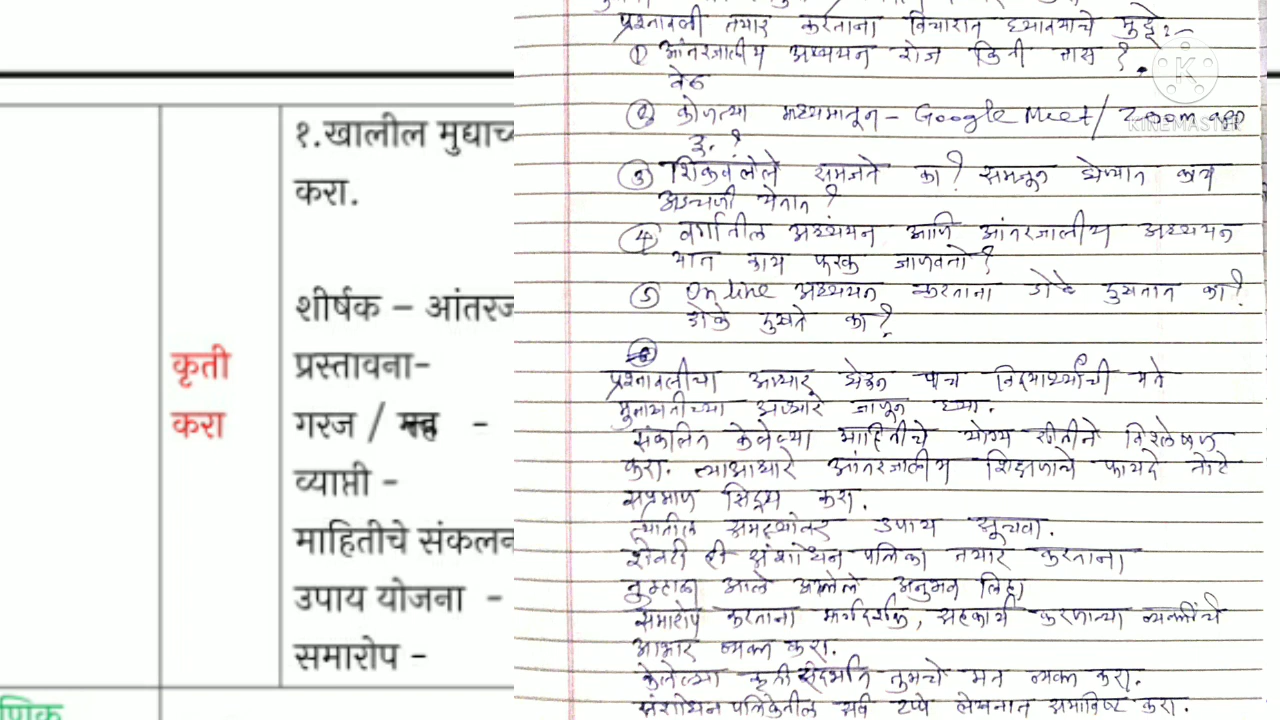 १.खालील मुद्याच
करा.
शीर्षक – आंतरज
कृती
करा
प्रस्तावना-
गरज / -
व्याप्ती -
माहितीचे संकलन
उपाय योजना -
समारोप -
णिक
प्रश्नावली तयार करताना विचारात घ्यावयाचे मुद्दे:-
① आंतरजालीय अध्ययन रोज किती तास ?
वेळ
② कोणत्या माध्यमातून - Google Meet / Zoom app
इ. ?
③ शिकवलेले समजते का? समजून घेण्यात काय
अडचणी येतात ?
④ वर्गातील अध्ययन आणि आंतरजालीय अध्ययन
यात काय फरक जाणवतो?
⑤ On line अध्ययन करताना डोळे दुखतात का?
डोके दुखते का?
प्रश्नावलीचा आधार घेऊन पाच विद्यार्थ्यांची मते
मुलाखतीच्या आधारे जाणून घ्या.
संकलित केलेल्या माहितीचे योग्य रीतीने विश्लेषण
करा. त्याआधारे आंतरजालीय शिक्षणाचे फायदे तोटे
सप्रमाण सिद्ध करा.
त्यातील समस्यांवर उपाय सूचवा.
शेवटी ही संशोधन पत्रिका तयार करताना
तुम्हाला आले असलेले अनुभव लिहा
समारोप करताना मार्गदर्शक, सहकार्य करणाऱ्या व्यक्तींचे
आभार व्यक्त करा.
केलेल्या कृती संदर्भात तुमचे मत व्यक्त करा.
संशोधन पत्रिकेतील सर्व टप्पे लेखनात समाविष्ट करा.
K
KINEMASTER